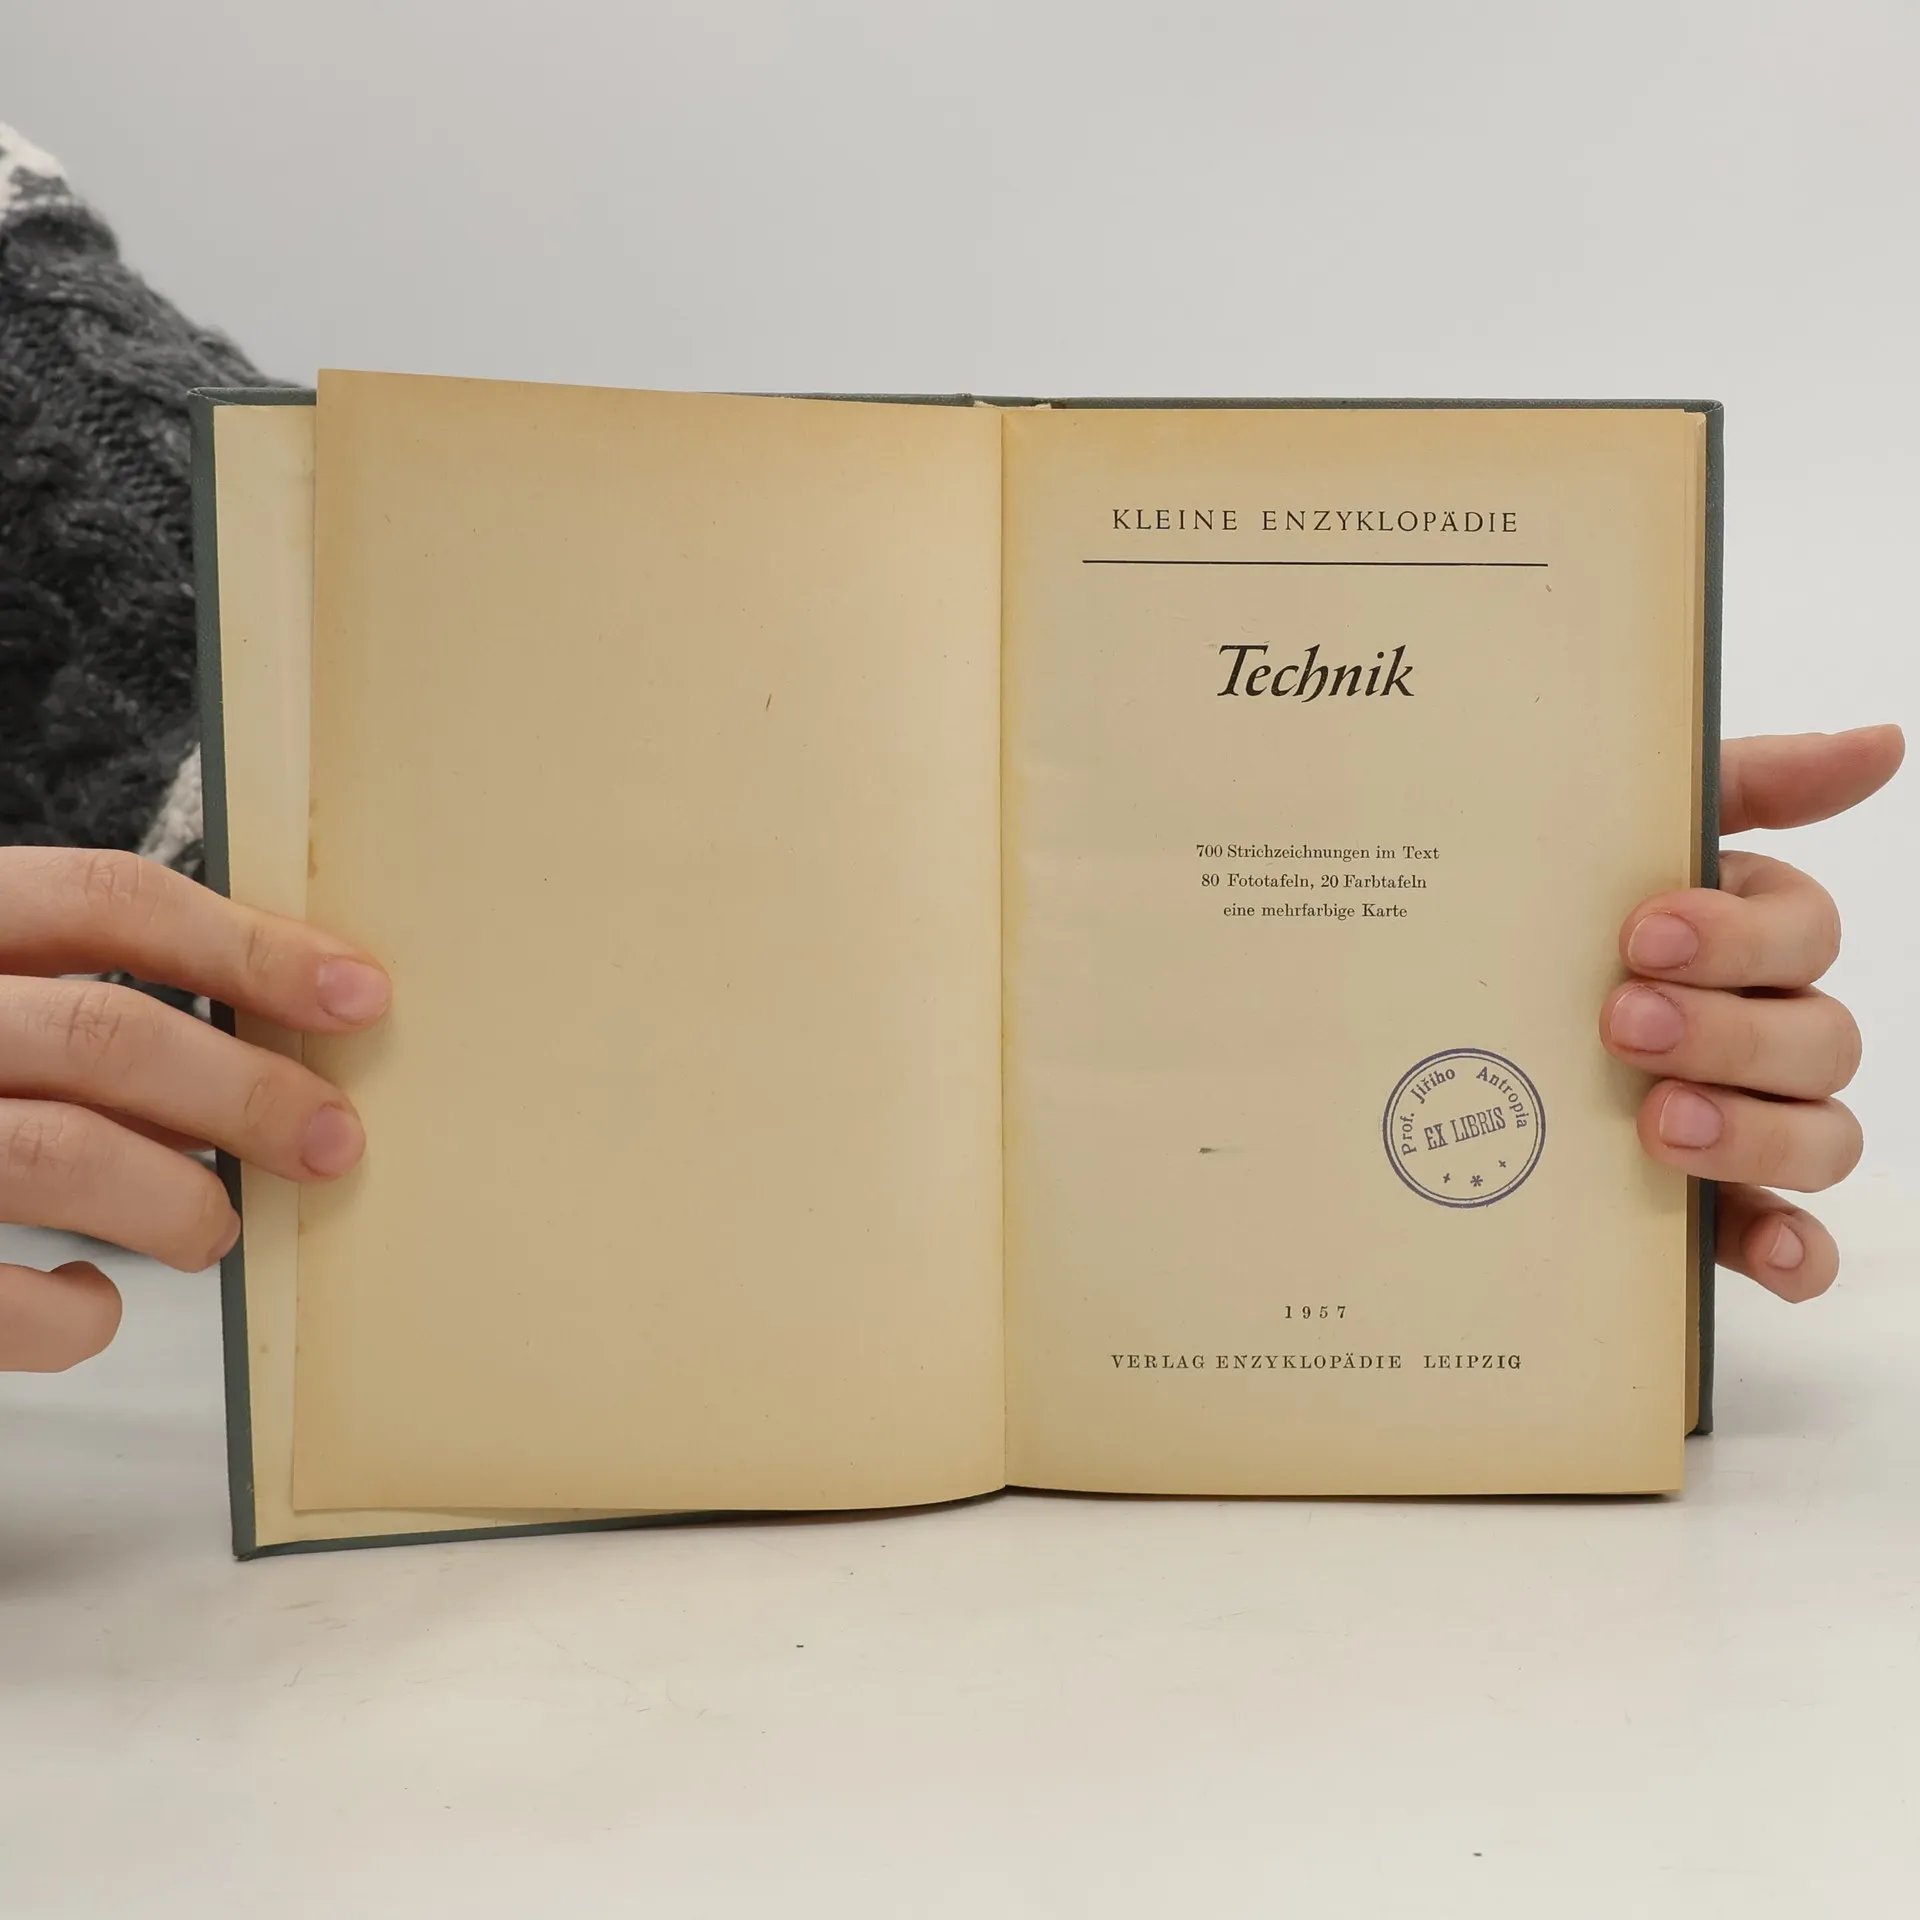 KLEINE ENZYKLOPÄDIE
Technik
700 Strichzeichnungen im Text
80 Fototafeln, 20 Farbtafeln
eine mehrfarbige Karte
Prof. Jiřího Antropia
EX LIBRIS
1957
VERLAG ENZYKLOPÄDIE LEIPZIG